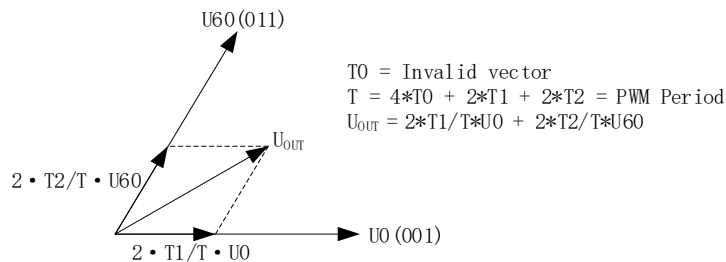 U60(011)
T0 = Invalid vector
T = 4*T0 + 2*T1 + 2*T2 = PWM Period
UOUT = 2*T1/T*U0 + 2*T2/T*U60
UOUT
2·T2/T·U60
U0(001)
2·T1/T·U0